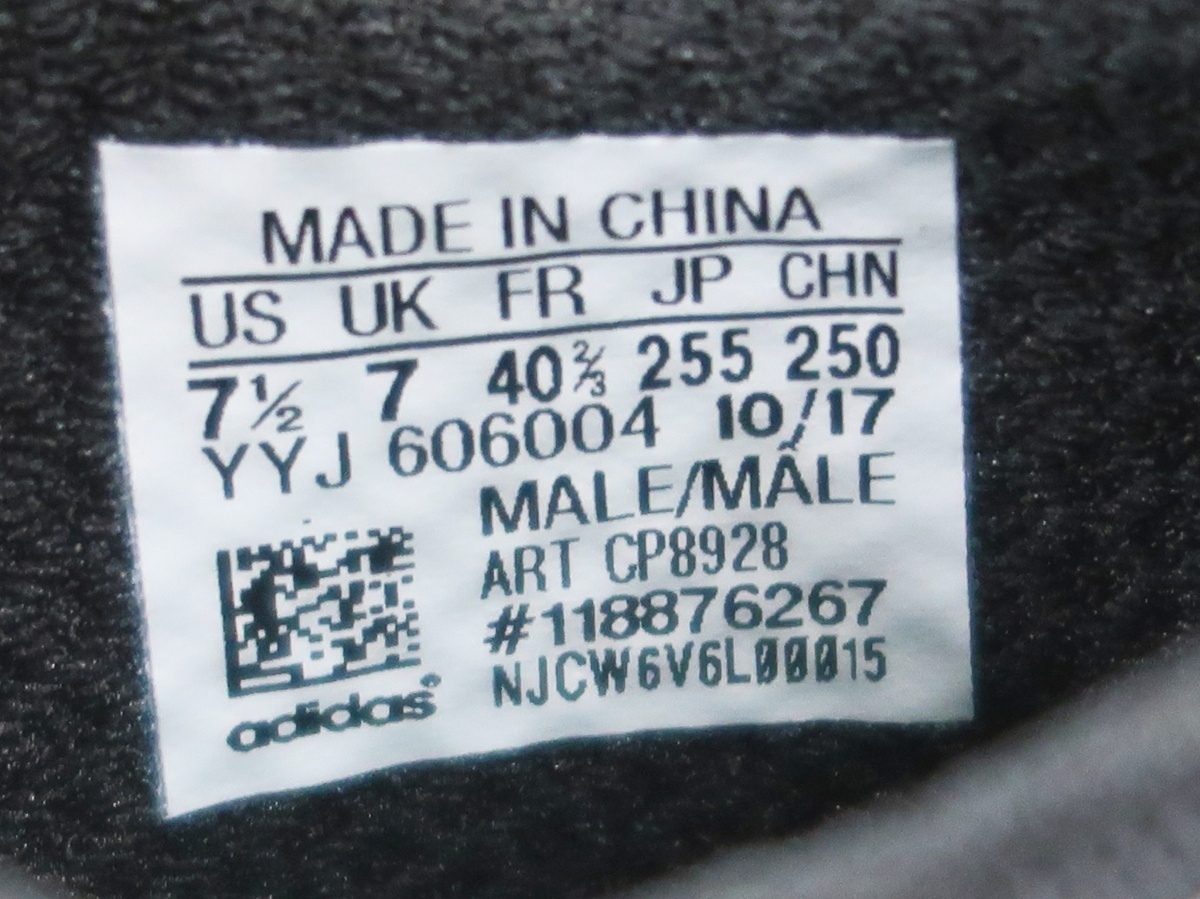 MADE IN CHINA
US UK FR JP CHN
7½ 7 40⅔ 255 250
YYJ 606004 10/17
MALE/MÂLE
ART CP8928
#118876267
NJCW6V6L00015
adidas®